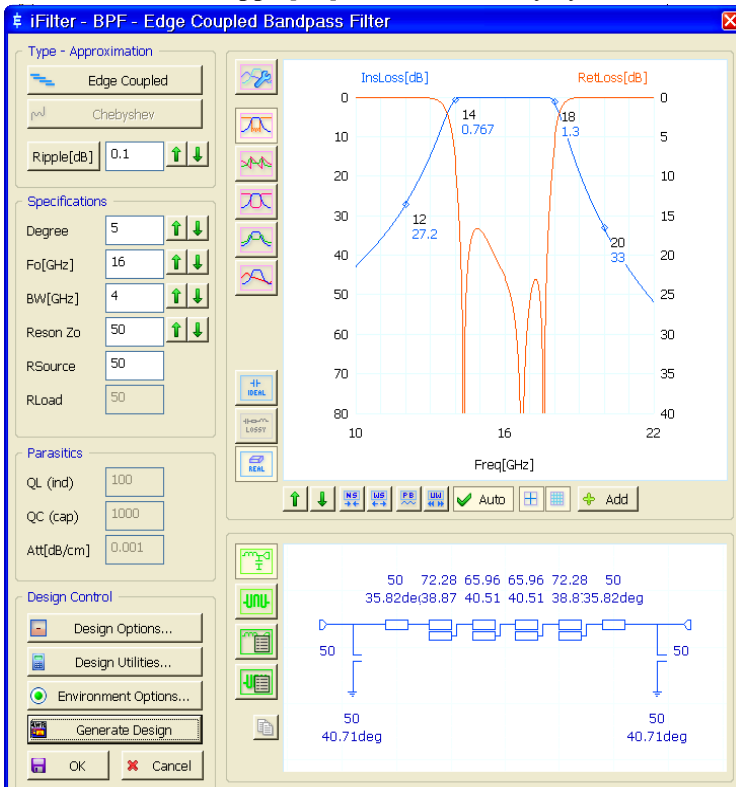 iFilter - BPF - Edge Coupled Bandpass Filter
Type - Approximation
Edge Coupled
Chebyshev
Ripple[dB] 0.1
Specifications
Degree 5
Fo[GHz] 16
BW[GHz] 4
Reson Zo 50
RSource 50
RLoad 50
Parasitics
QL (ind) 100
QC (cap) 1000
Att[dB/cm] 0.001
Design Control
Design Options...
Design Utilities...
Environment Options...
Generate Design
OK Cancel
IDEAL
LOSSY
REAL
InsLoss[dB] RetLoss[dB]
0 0
10 5
20 10
30 15
40 20
50 25
60 30
70 35
80 40
14
0.767
18
1.3
12
27.2
20
33
10 16 22
Freq[GHz]
NS WS PB UW Auto Add
50 72.28 65.96 65.96 72.28 50
35.82de(38.87 40.51 40.51 38.8735.82deg
50 50
50 50
40.71deg 40.71deg